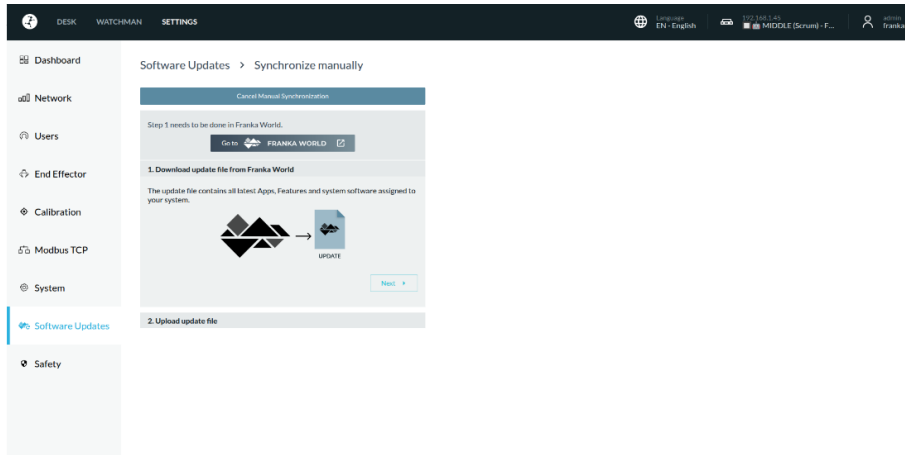 DESK WATCHMAN SETTINGS
Language
EN - English
192.168.1.45
MIDDLE (Scrum) - F...
admin
franka
Dashboard
Network
Users
End Effector
Calibration
Modbus TCP
System
Software Updates
Safety
Software Updates > Synchronize manually
Cancel Manual Synchronization
Step 1 needs to be done in Franka World.
Go to FRANKA WORLD
1. Download update file from Franka World
The update file contains all latest Apps, Features and system software assigned to
your system.
UPDATE
Next
2. Upload update file